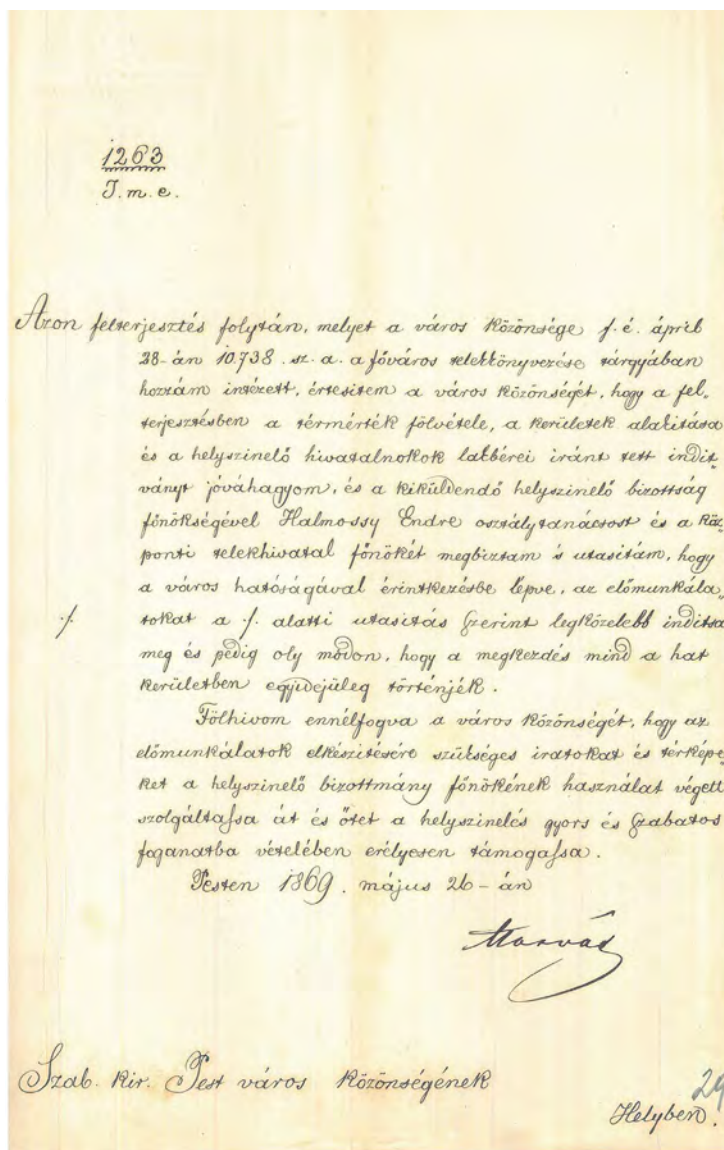 1263
I. m. e.
Azon felterjesztés folytán, melyet a város közönsége f. é. április
28-án 10.738. sz. a. a főváros telekkönyvezése tárgyában
hozzám intézett, értesitem a város közönségét, hogy a fel„
terjesztésben a térmérték fölvétele, a kerületek alakitása
és a helyszinelő hivatalnokok lakbérei iránt tett indit„
ványt jóváhagyom, és a kiküldendő helyszinelő bizottság
főnökségével Halmossy Endre osztálytanácsost és a köz„
ponti telekhivatal főnökét megbiztam és utasitám, hogy
a város hatóságával érintkezésbe lépve, az előmunkála„
·/. tokat a ·/. alatti utasitás szerint legközelebb inditsa
meg és pedig oly módon, hogy a megkezdés mind a hat
kerületben egyidejüleg történjék.
Fölhivom ennélfogva a város közönségét, hogy az
előmunkálatok elkészitésére szükséges iratokat és térképe„
ket a helyszinelő bizottmány főnökének használat végett
szolgáltassa át és őtet a helyszinelés gyors és szabatos
foganatba vételében erélyesen támogassa.
Pesten 1869. május 26-án
Horvát
Szab. kir. Pest város közönségének
29
Helyben.